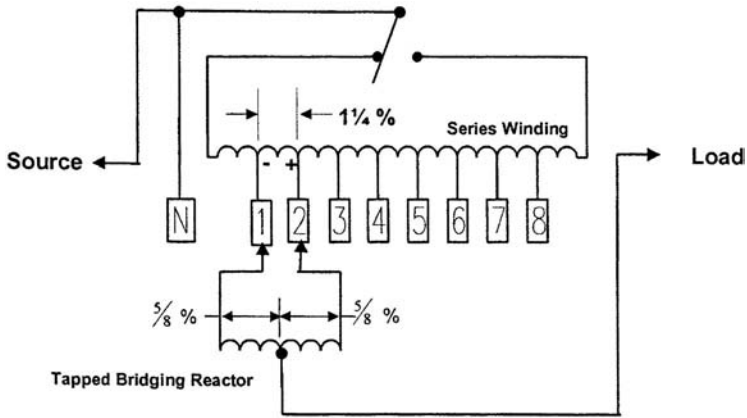 1¼ %
Series Winding
Source
Load
- +
N 1 2 3 4 5 6 7 8
⅝ % ⅝ %
Tapped Bridging Reactor